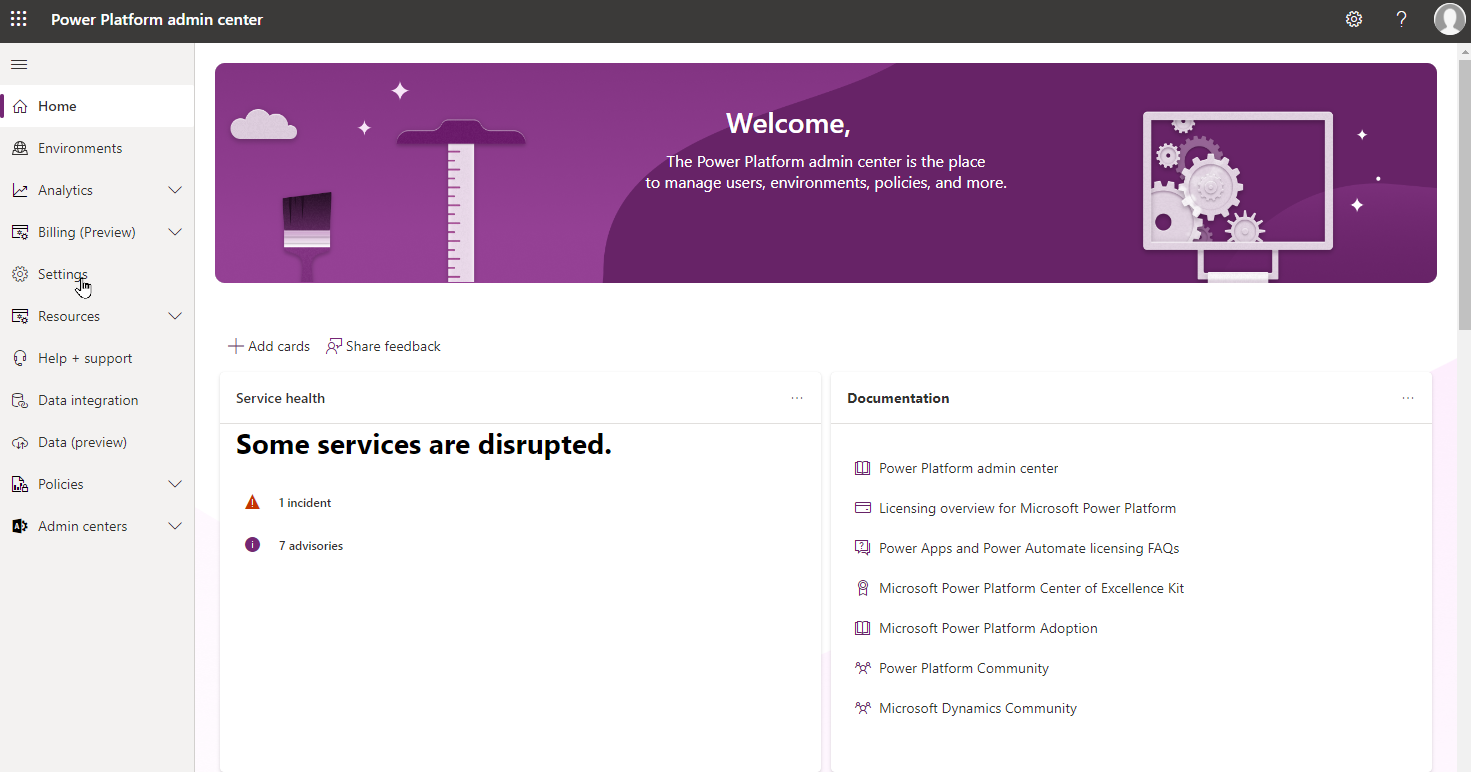 Power Platform admin center
?
Home
Environments
Analytics
Billing (Preview)
Settings
Resources
Help + support
Data integration
Data (preview)
Policies
Admin centers
Welcome,
The Power Platform admin center is the place
to manage users, environments, policies, and more.
Add cards
Share feedback
Service health
...
Some services are disrupted.
1 incident
7 advisories
Documentation
...
Power Platform admin center
Licensing overview for Microsoft Power Platform
Power Apps and Power Automate licensing FAQs
Microsoft Power Platform Center of Excellence Kit
Microsoft Power Platform Adoption
Power Platform Community
Microsoft Dynamics Community